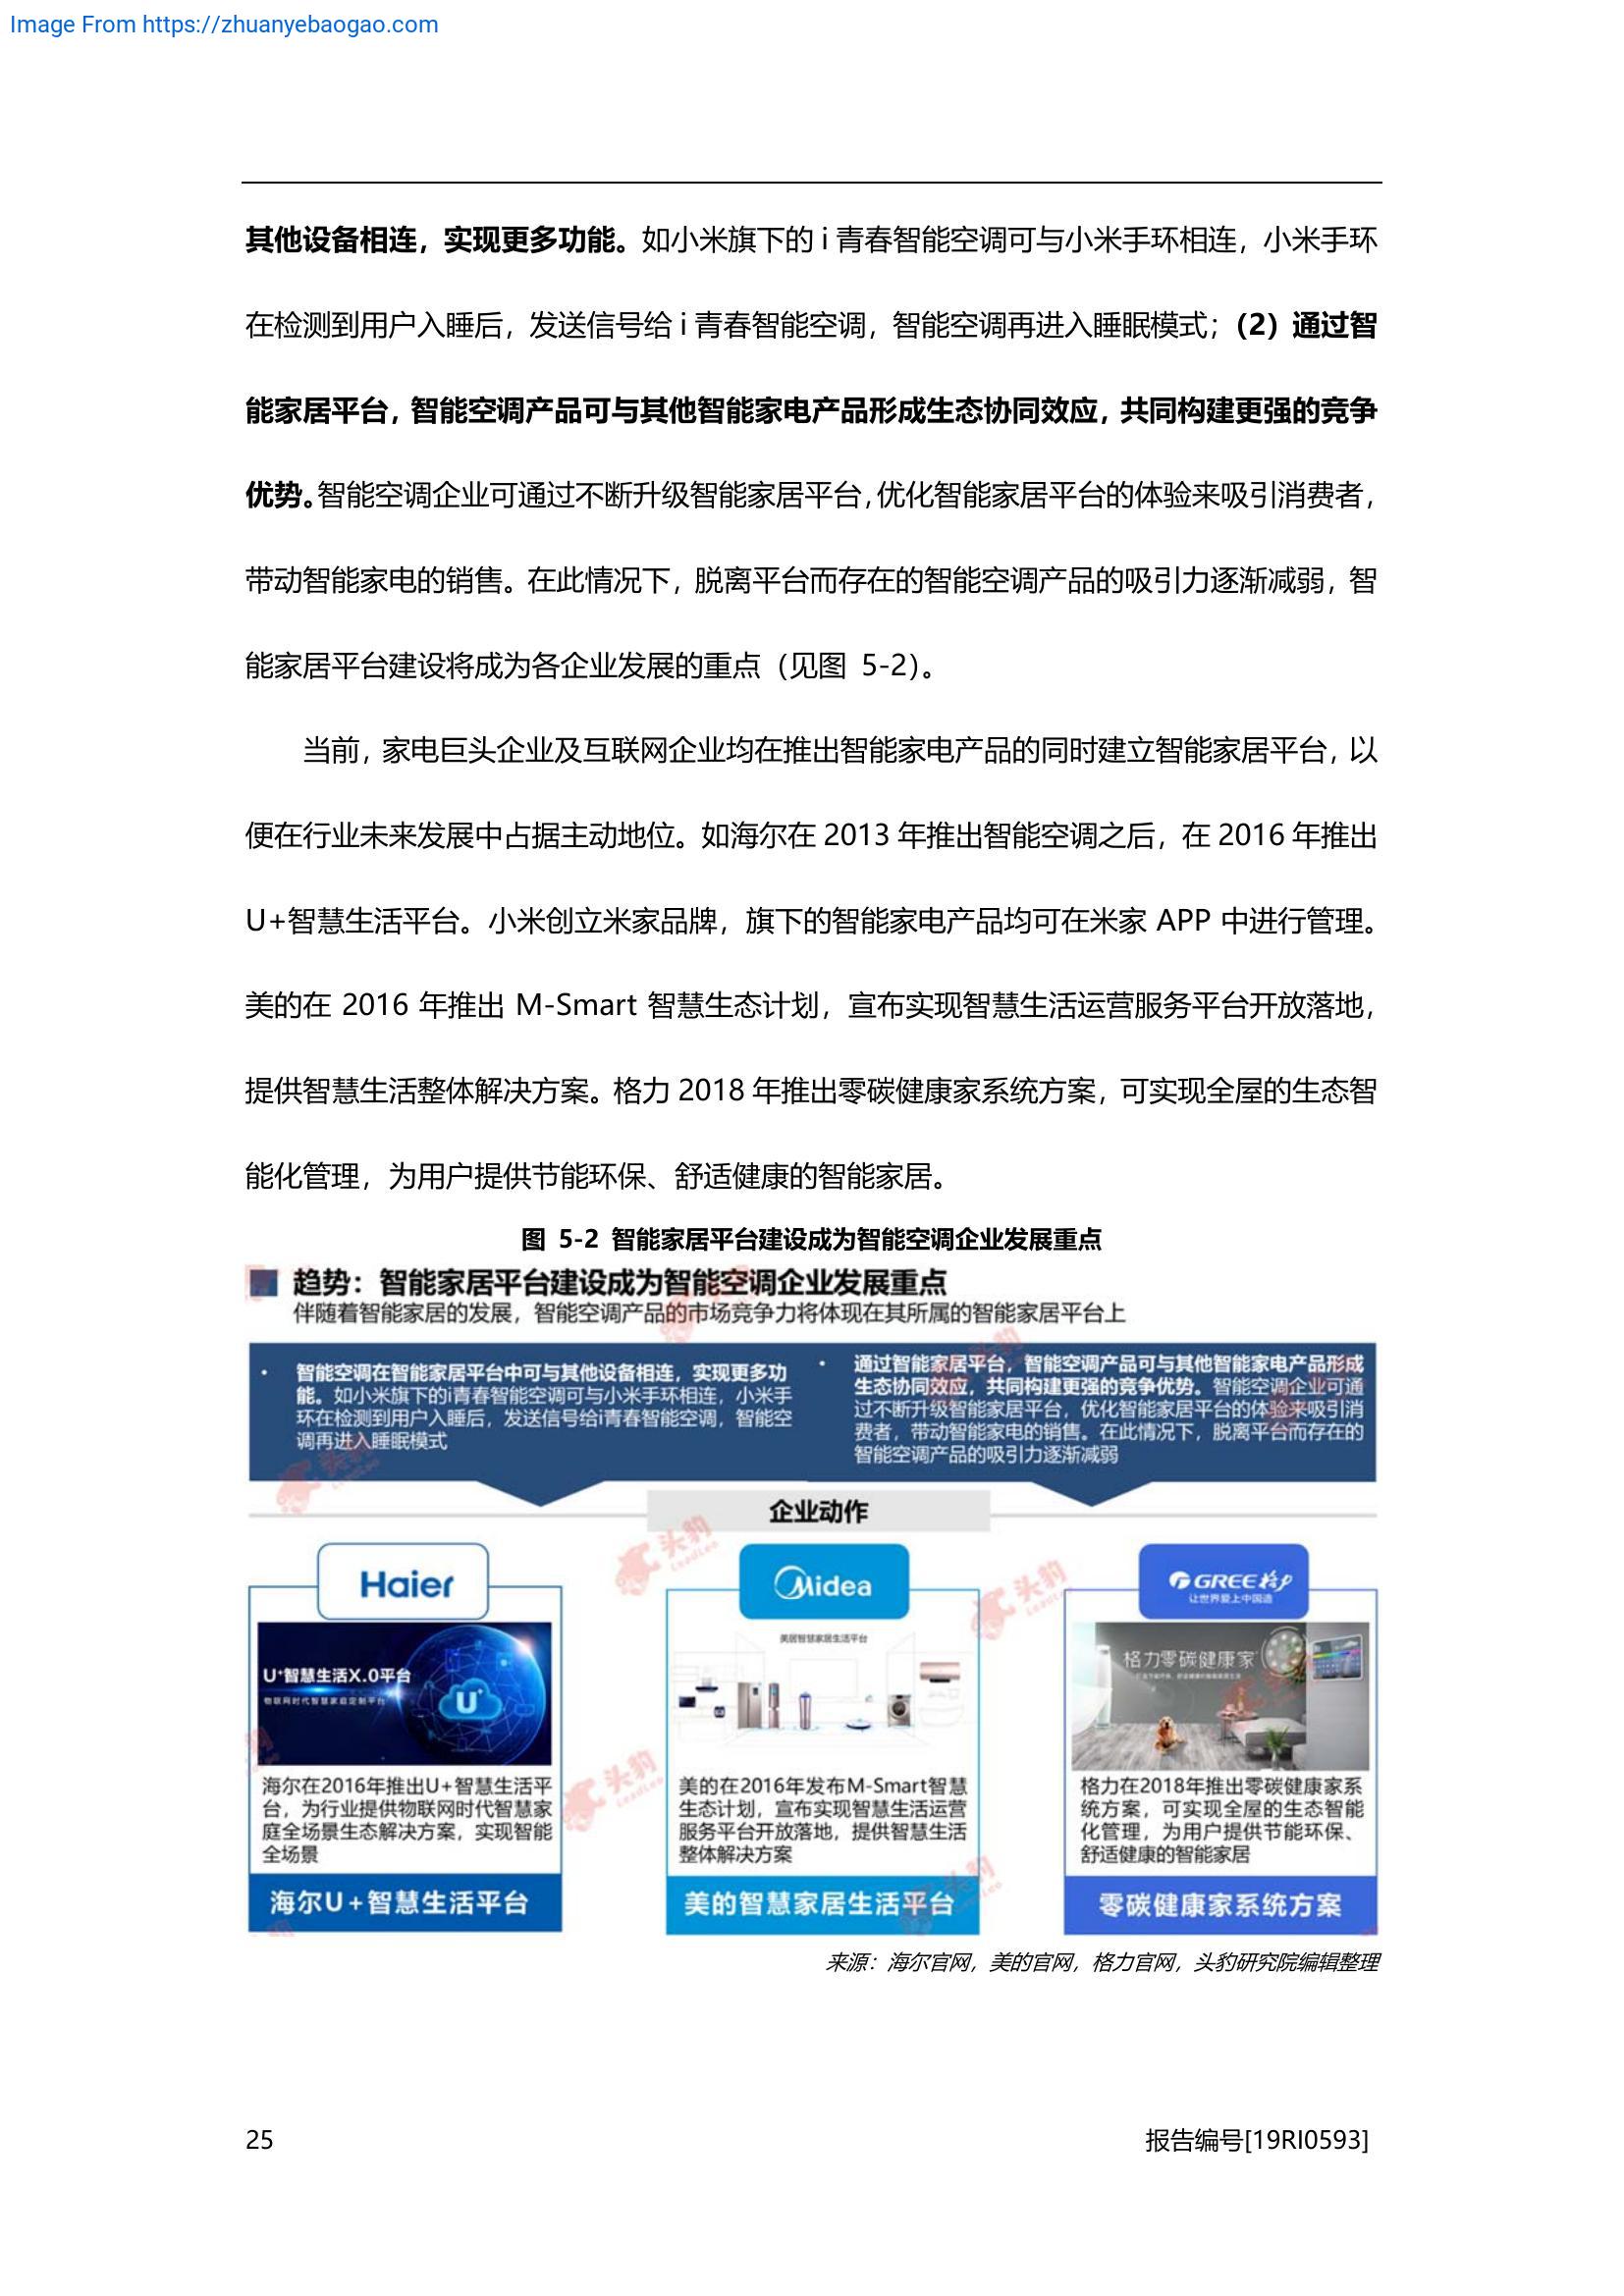 Image From https://zhuanyebaogao.com
其他设备相连，实现更多功能。如小米旗下的 i 青春智能空调可与小米手环相连，小米手环
在检测到用户入睡后，发送信号给 i 青春智能空调，智能空调再进入睡眠模式；（2）通过智
能家居平台，智能空调产品可与其他智能家电产品形成生态协同效应，共同构建更强的竞争
优势。智能空调企业可通过不断升级智能家居平台，优化智能家居平台的体验来吸引消费者，
带动智能家电的销售。在此情况下，脱离平台而存在的智能空调产品的吸引力逐渐减弱，智
能家居平台建设将成为各企业发展的重点（见图 5-2）。
当前，家电巨头企业及互联网企业均在推出智能家电产品的同时建立智能家居平台，以
便在行业未来发展中占据主动地位。如海尔在 2013 年推出智能空调之后，在 2016 年推出
U+智慧生活平台。小米创立米家品牌，旗下的智能家电产品均可在米家 APP 中进行管理。
美的在 2016 年推出 M-Smart 智慧生态计划，宣布实现智慧生活运营服务平台开放落地，
提供智慧生活整体解决方案。格力 2018 年推出零碳健康家系统方案，可实现全屋的生态智
能化管理，为用户提供节能环保、舒适健康的智能家居。
图 5-2 智能家居平台建设成为智能空调企业发展重点
趋势：智能家居平台建设成为智能空调企业发展重点
伴随着智能家居的发展，智能空调产品的市场竞争力将体现在其所属的智能家居平台上
• 智能空调在智能家居平台中可与其他设备相连，实现更多功
能。如小米旗下的i青春智能空调可与小米手环相连，小米手
环在检测到用户入睡后，发送信号给i青春智能空调，智能空
调再进入睡眠模式
• 通过智能家居平台，智能空调产品可与其他智能家电产品形成
生态协同效应，共同构建更强的竞争优势。智能空调企业可通
过不断升级智能家居平台，优化智能家居平台的体验来吸引消
费者，带动智能家电的销售。在此情况下，脱离平台而存在的
智能空调产品的吸引力逐渐减弱
企业动作
Haier
U+智慧生活X.0平台
物联网时代智慧家庭定制平台
U+
海尔在2016年推出U+智慧生活平
台，为行业提供物联网时代智慧家
庭全场景生态解决方案，实现智能
全场景
海尔U+智慧生活平台
Midea
美居智慧家居生活平台
美的在2016年发布M-Smart智慧
生态计划，宣布实现智慧生活运营
服务平台开放落地，提供智慧生活
整体解决方案
美的智慧家居生活平台
GREE格力
让世界爱上中国造
格力零碳健康家
格力在2018年推出零碳健康家系
统方案，可实现全屋的生态智能
化管理，为用户提供节能环保、
舒适健康的智能家居
零碳健康家系统方案
头豹
LeadLeo
来源：海尔官网，美的官网，格力官网，头豹研究院编辑整理
25
报告编号[19RI0593]